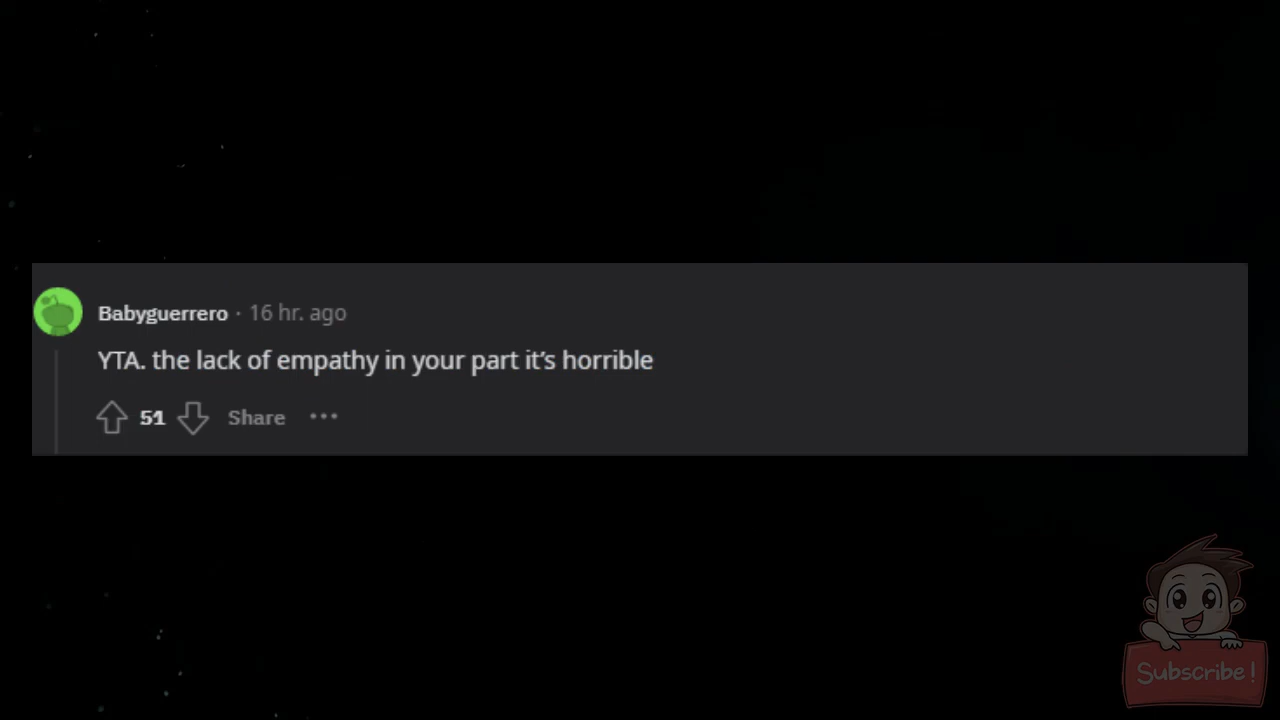 Babyguerrero · 16 hr. ago
YTA. the lack of empathy in your part it’s horrible
51 Share •••
Subscribe!